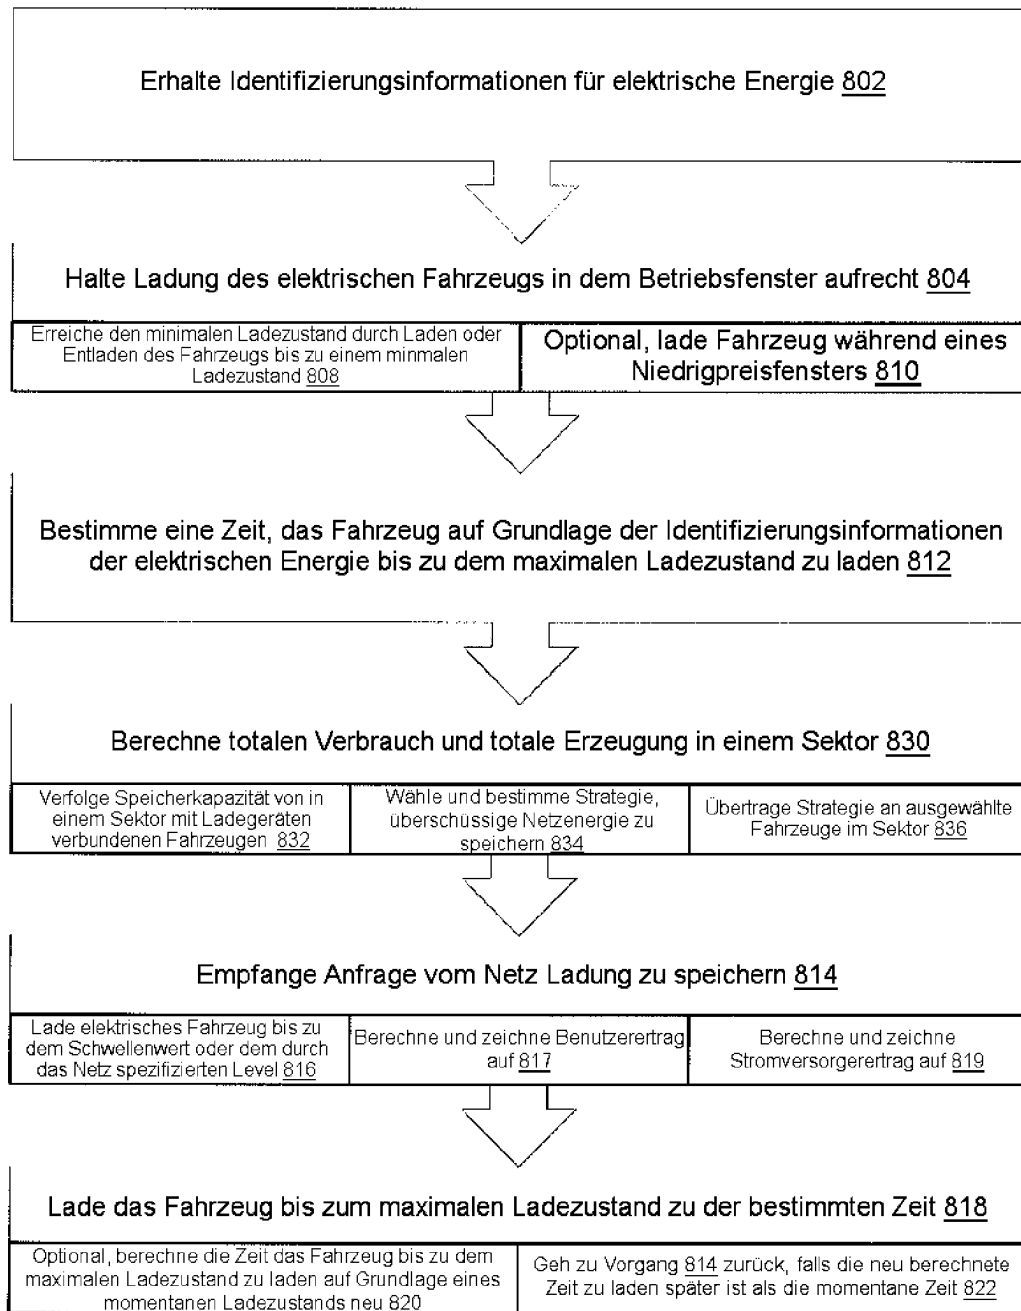 Erhalte Identifizierungsinformationen für elektrische Energie 802
Halte Ladung des elektrischen Fahrzeugs in dem Betriebsfenster aufrecht 804
Erreiche den minimalen Ladezustand durch Laden oder
Entladen des Fahrzeugs bis zu einem minmalen
Ladezustand 808
Optional, lade Fahrzeug während eines
Niedrigpreisfensters 810
Bestimme eine Zeit, das Fahrzeug auf Grundlage der Identifizierungsinformationen
der elektrischen Energie bis zu dem maximalen Ladezustand zu laden 812
Berechne totalen Verbrauch und totale Erzeugung in einem Sektor 830
Verfolge Speicherkapazität von in
einem Sektor mit Ladegeräten
verbundenen Fahrzeugen 832
Wähle und bestimme Strategie,
überschüssige Netzenergie zu
speichern 834
Übertrage Strategie an ausgewählte
Fahrzeuge im Sektor 836
Empfange Anfrage vom Netz Ladung zu speichern 814
Lade elektrisches Fahrzeug bis zu
dem Schwellenwert oder dem durch
das Netz spezifizierten Level 816
Berechne und zeichne Benutzerertrag
auf 817
Berechne und zeichne
Stromversorgerertrag auf 819
Lade das Fahrzeug bis zum maximalen Ladezustand zu der bestimmten Zeit 818
Optional, berechne die Zeit das Fahrzeug bis zu dem
maximalen Ladezustand zu laden auf Grundlage eines
momentanen Ladezustands neu 820
Geh zu Vorgang 814 zurück, falls die neu berechnete
Zeit zu laden später ist als die momentane Zeit 822